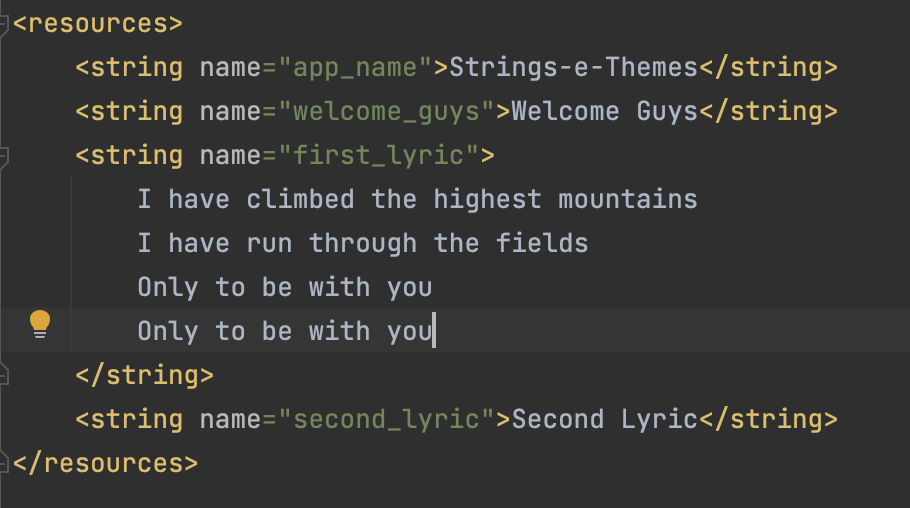 <resources>
<string name="app_name">Strings-e-Themes</string>
<string name="welcome_guys">Welcome Guys</string>
<string name="first_lyric">
I have climbed the highest mountains
I have run through the fields
Only to be with you
Only to be with you
</string>
<string name="second_lyric">Second Lyric</string>
</resources>